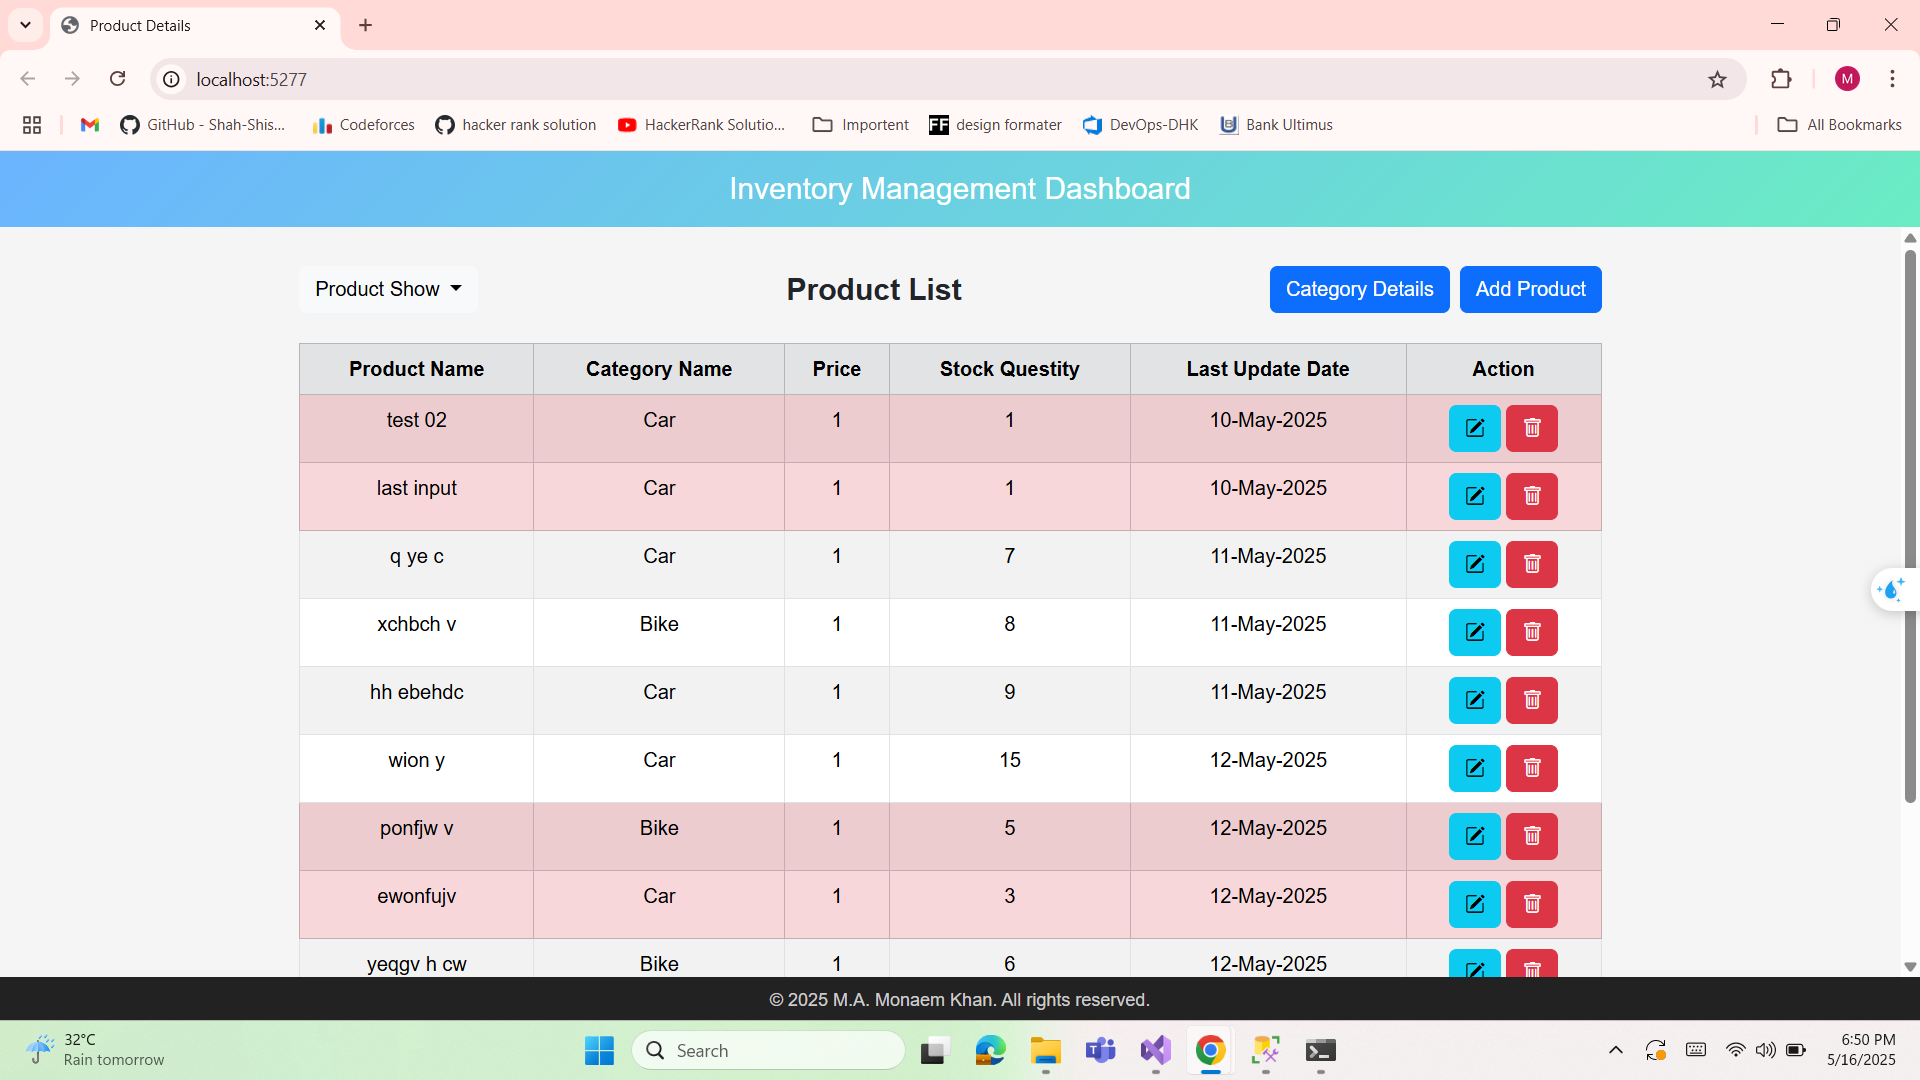 Product Details
localhost:5277
M
GitHub - Shah-Shis...
Codeforces
hacker rank solution
HackerRank Solutio...
Importent
FF design formater
DevOps-DHK
Bank Ultimus
All Bookmarks
Inventory Management Dashboard
Product Show
Product List
Category Details
Add Product
Product Name Category Name Price Stock Questity Last Update Date Action
test 02 Car 1 1 10-May-2025
last input Car 1 1 10-May-2025
q ye c Car 1 7 11-May-2025
xchbch v Bike 1 8 11-May-2025
hh ebehdc Car 1 9 11-May-2025
wion y Car 1 15 12-May-2025
ponfjw v Bike 1 5 12-May-2025
ewonfujv Car 1 3 12-May-2025
yeqgv h cw Bike 1 6 12-May-2025
© 2025 M.A. Monaem Khan. All rights reserved.
32°C
Rain tomorrow
Search
6:50 PM
5/16/2025